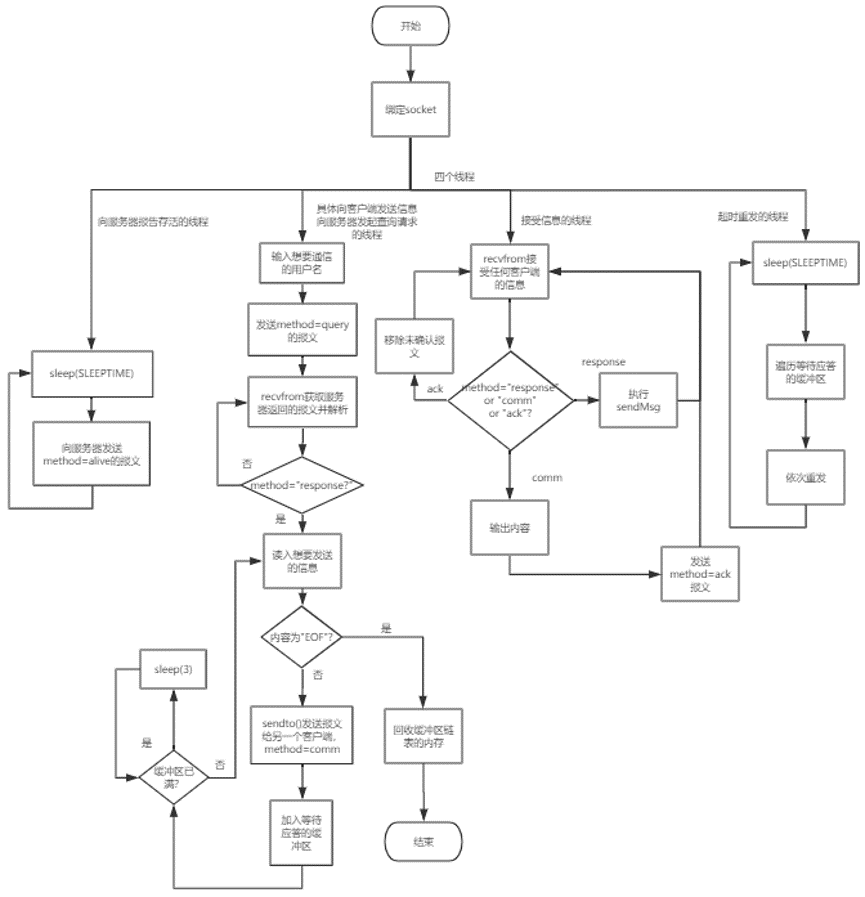 开始
绑定socket
四个线程
向服务器报告存活的线程
具体向客户端发送信息
向服务器发起查询请求
的线程
接受信息的线程
超时重发的线程
sleep(SLEEPTIME)
向服务器发送
method=alive的报文
输入想要通信
的用户名
发送method=query
的报文
recvfrom获取服务
器返回的报文并解析
否
method="response?"
是
读入想要发送
的信息
内容为"EOF"?
是
否
sendto()发送报文
给另一个客户端,
method=comm
加入等待
应答的缓
冲区
sleep(3)
是
缓冲区已
满?
否
回收缓冲区链
表的内存
结束
recvfrom接
受任何客户端
的信息
移除未确认报
文
ack
method="response"
or "comm"
or "ack"?
response
执行
sendMsg
comm
输出内容
发送
method=ack
报文
sleep(SLEEPTIME)
遍历等待应答
的缓冲区
依次重发